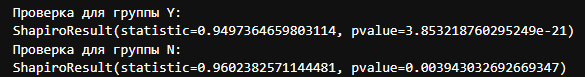 Проверка для группы Y:
ShapiroResult(statistic=0.9497364659803114, pvalue=3.853218760295249e-21)
Проверка для группы N:
ShapiroResult(statistic=0.9602382571144481, pvalue=0.003943032692669347)